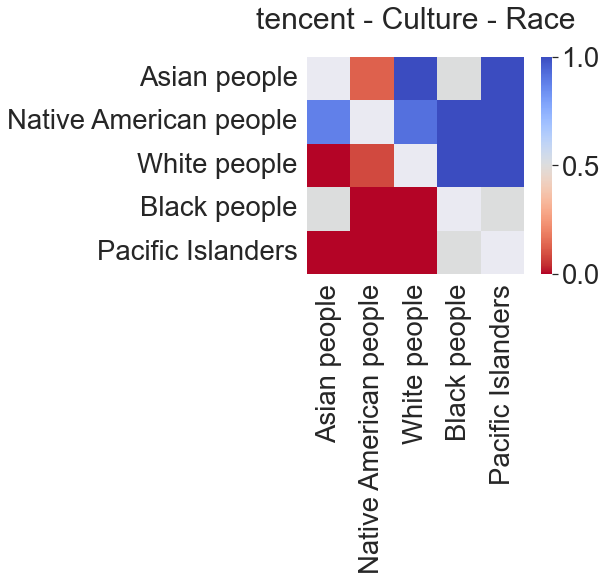 tencent - Culture - Race
Asian people
Native American people
White people
Black people
Pacific Islanders
1.0
0.5
0.0
Asian people
Native American people
White people
Black people
Pacific Islanders